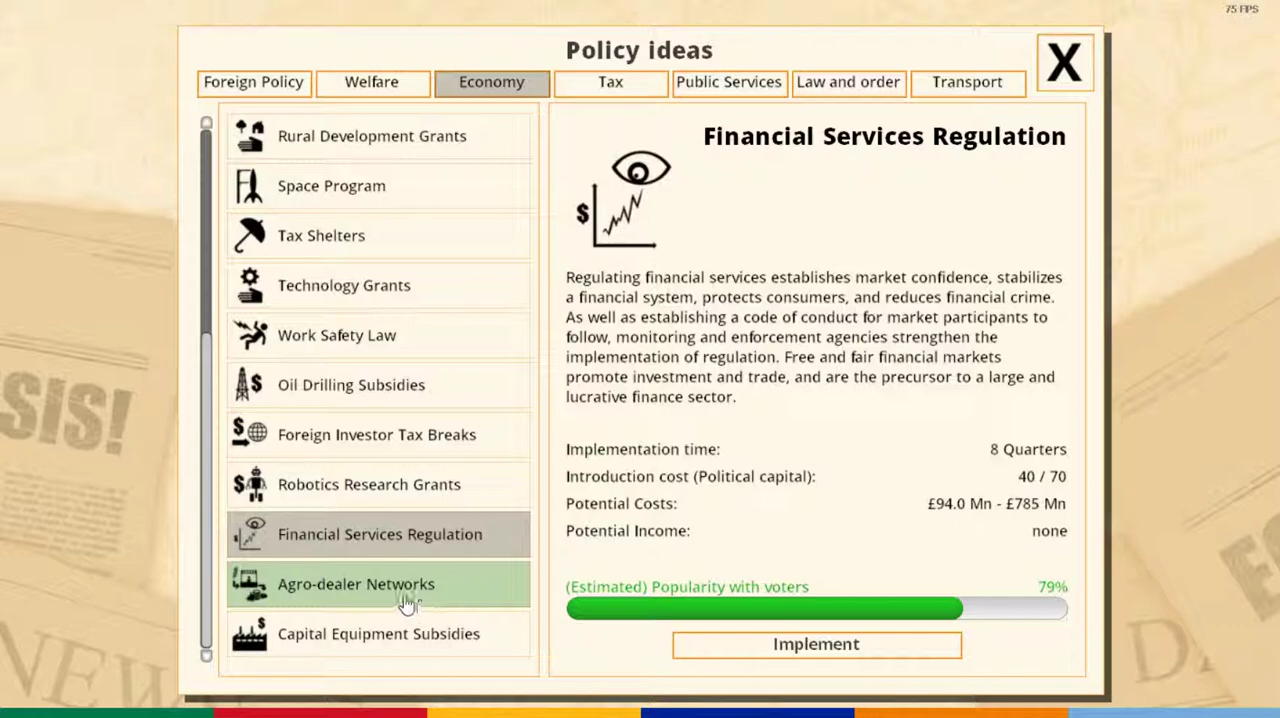 75 FPS
Policy ideas
X
Foreign Policy
Welfare
Economy
Tax
Public Services
Law and order
Transport
Rural Development Grants
Space Program
Tax Shelters
Technology Grants
Work Safety Law
Oil Drilling Subsidies
Foreign Investor Tax Breaks
Robotics Research Grants
Financial Services Regulation
Agro-dealer Networks
Capital Equipment Subsidies
Financial Services Regulation
Regulating financial services establishes market confidence, stabilizes
a financial system, protects consumers, and reduces financial crime.
As well as establishing a code of conduct for market participants to
follow, monitoring and enforcement agencies strengthen the
implementation of regulation. Free and fair financial markets
promote investment and trade, and are the precursor to a large and
lucrative finance sector.
Implementation time: 8 Quarters
Introduction cost (Political capital): 40 / 70
Potential Costs: £94.0 Mn - £785 Mn
Potential Income: none
(Estimated) Popularity with voters 79%
Implement
SIS!
NEW